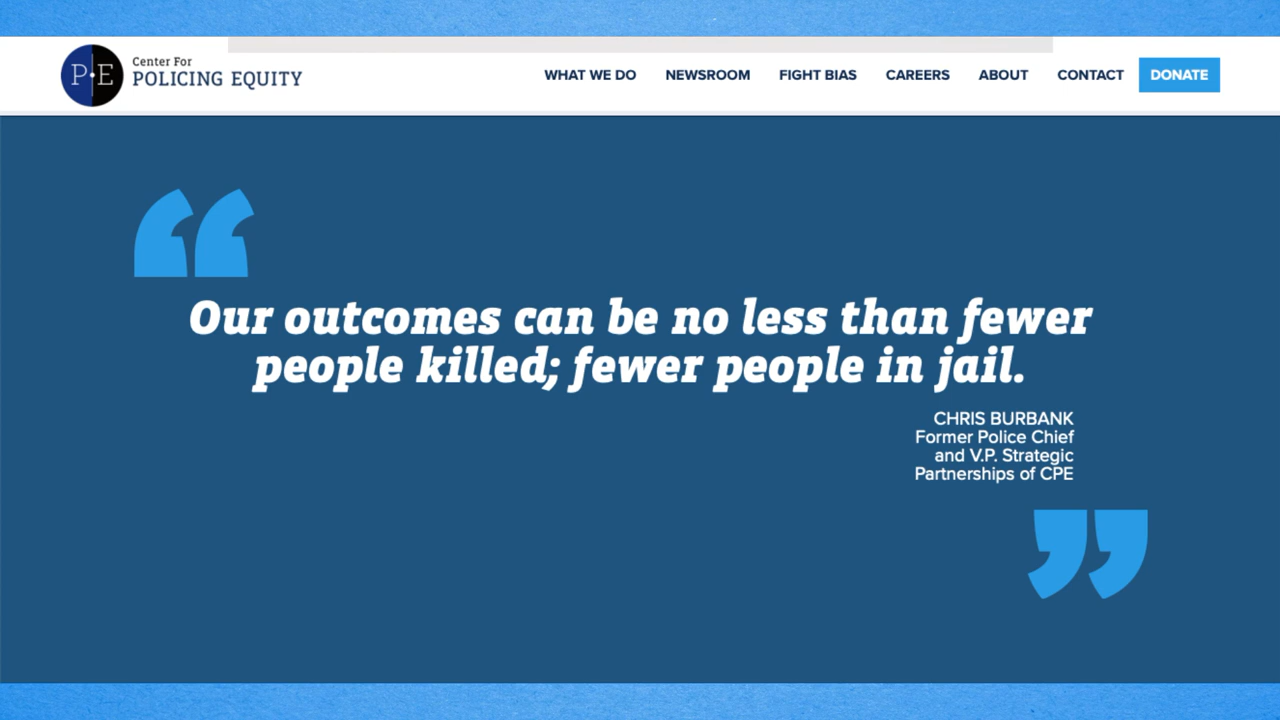 P E
Center For
POLICING EQUITY
WHAT WE DO NEWSROOM FIGHT BIAS CAREERS ABOUT CONTACT DONATE
“
Our outcomes can be no less than fewer
people killed; fewer people in jail.
CHRIS BURBANK
Former Police Chief
and V.P. Strategic
Partnerships of CPE
”